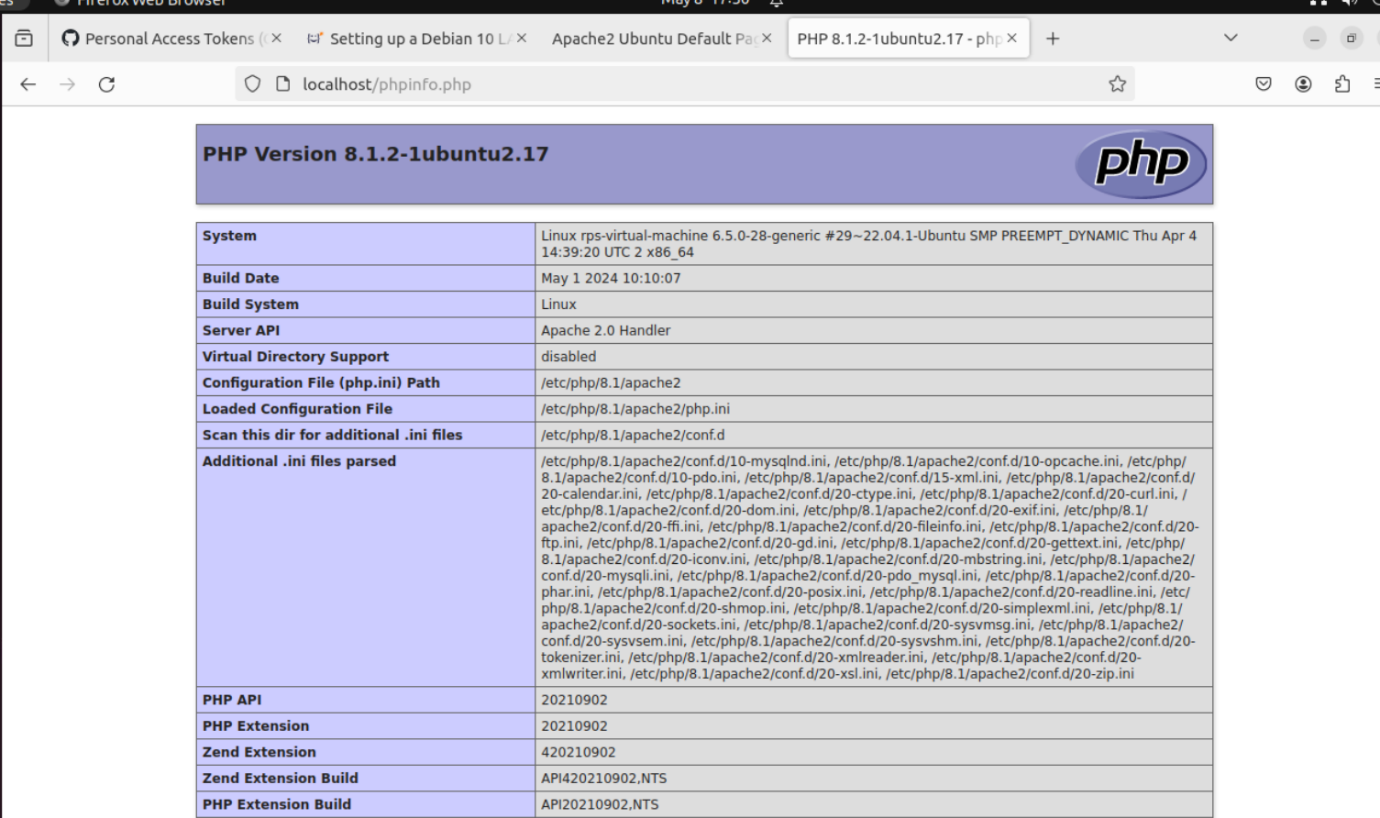 Firefox Web Browser
May 8 17:50
Personal Access Tokens (
Setting up a Debian 10 LA
Apache2 Ubuntu Default Pag
PHP 8.1.2-1ubuntu2.17 - php
localhost/phpinfo.php
PHP Version 8.1.2-1ubuntu2.17
php
System
Linux rps-virtual-machine 6.5.0-28-generic #29~22.04.1-Ubuntu SMP PREEMPT_DYNAMIC Thu Apr 4
14:39:20 UTC 2 x86_64
Build Date
May 1 2024 10:10:07
Build System
Linux
Server API
Apache 2.0 Handler
Virtual Directory Support
disabled
Configuration File (php.ini) Path
/etc/php/8.1/apache2
Loaded Configuration File
/etc/php/8.1/apache2/php.ini
Scan this dir for additional .ini files
/etc/php/8.1/apache2/conf.d
Additional .ini files parsed
/etc/php/8.1/apache2/conf.d/10-mysqlnd.ini, /etc/php/8.1/apache2/conf.d/10-opcache.ini, /etc/php/
8.1/apache2/conf.d/10-pdo.ini, /etc/php/8.1/apache2/conf.d/15-xml.ini, /etc/php/8.1/apache2/conf.d/
20-calendar.ini, /etc/php/8.1/apache2/conf.d/20-ctype.ini, /etc/php/8.1/apache2/conf.d/20-curl.ini, /
etc/php/8.1/apache2/conf.d/20-dom.ini, /etc/php/8.1/apache2/conf.d/20-exif.ini, /etc/php/8.1/
apache2/conf.d/20-ffi.ini, /etc/php/8.1/apache2/conf.d/20-fileinfo.ini, /etc/php/8.1/apache2/conf.d/20-
ftp.ini, /etc/php/8.1/apache2/conf.d/20-gd.ini, /etc/php/8.1/apache2/conf.d/20-gettext.ini, /etc/php/
8.1/apache2/conf.d/20-iconv.ini, /etc/php/8.1/apache2/conf.d/20-mbstring.ini, /etc/php/8.1/apache2/
conf.d/20-mysqli.ini, /etc/php/8.1/apache2/conf.d/20-pdo_mysql.ini, /etc/php/8.1/apache2/conf.d/20-
phar.ini, /etc/php/8.1/apache2/conf.d/20-posix.ini, /etc/php/8.1/apache2/conf.d/20-readline.ini, /etc/
php/8.1/apache2/conf.d/20-shmop.ini, /etc/php/8.1/apache2/conf.d/20-simplexml.ini, /etc/php/8.1/
apache2/conf.d/20-sockets.ini, /etc/php/8.1/apache2/conf.d/20-sysvmsg.ini, /etc/php/8.1/apache2/
conf.d/20-sysvsem.ini, /etc/php/8.1/apache2/conf.d/20-sysvshm.ini, /etc/php/8.1/apache2/conf.d/20-
tokenizer.ini, /etc/php/8.1/apache2/conf.d/20-xmlreader.ini, /etc/php/8.1/apache2/conf.d/20-
xmlwriter.ini, /etc/php/8.1/apache2/conf.d/20-xsl.ini, /etc/php/8.1/apache2/conf.d/20-zip.ini
PHP API
20210902
PHP Extension
20210902
Zend Extension
420210902
Zend Extension Build
API420210902,NTS
PHP Extension Build
API20210902,NTS